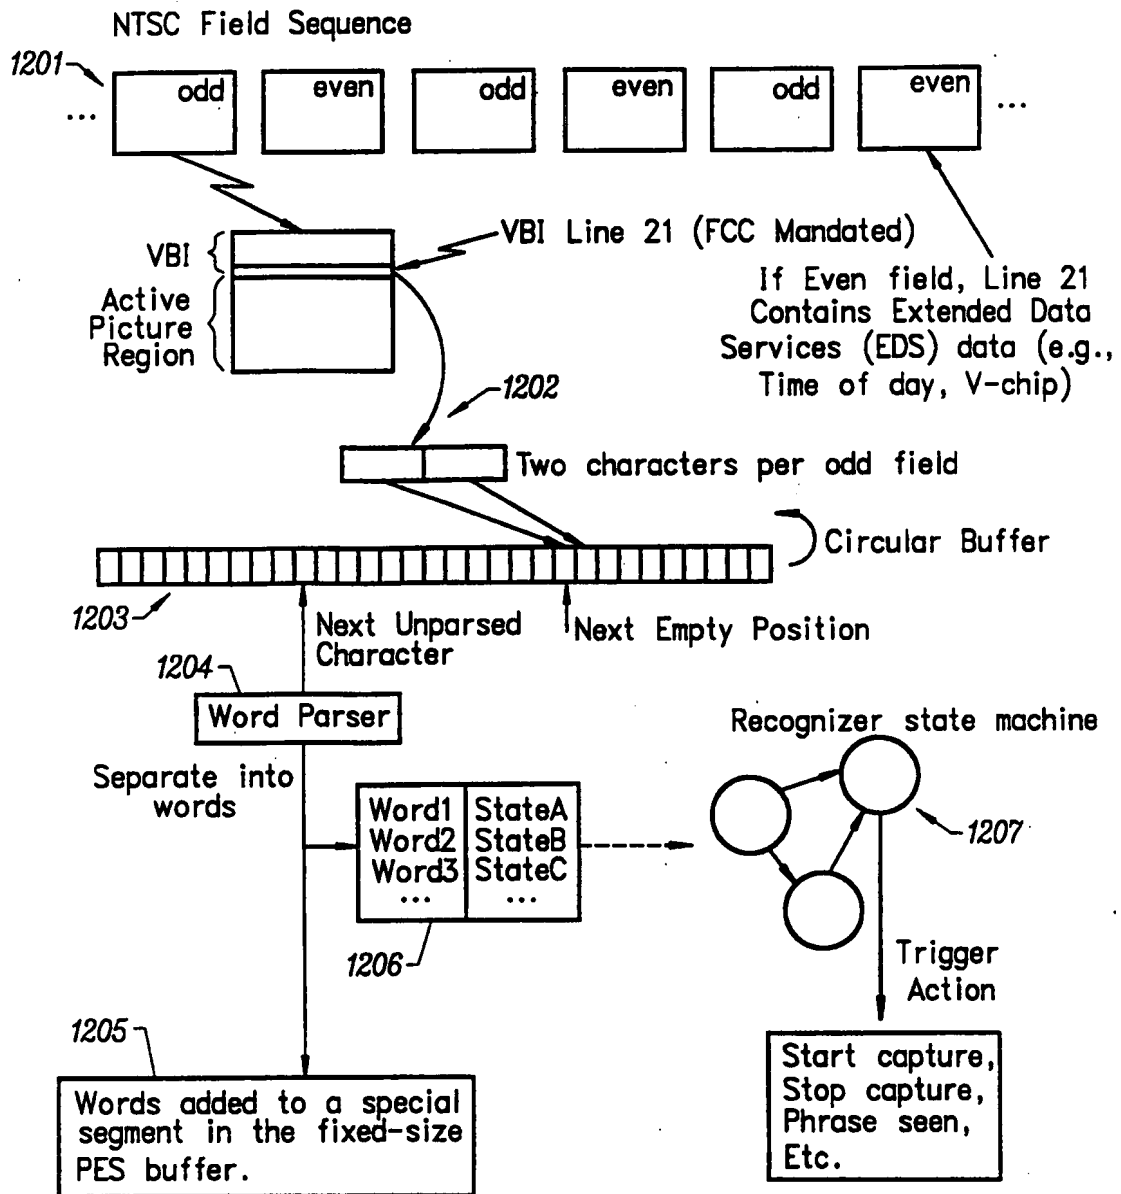 NTSC Field Sequence
1201
... odd even odd even odd even ...
VBI
VBI Line 21 (FCC Mandated)
Active
Picture
Region
If Even field, Line 21
Contains Extended Data
Services (EDS) data (e.g.,
Time of day, V-chip)
1202
Two characters per odd field
Circular Buffer
1203
Next Unparsed
Character
Next Empty Position
1204
Word Parser
Separate into
words
Word1 StateA
Word2 StateB
Word3 StateC
... ...
1206
Recognizer state machine
1207
Trigger
Action
1205
Words added to a special
segment in the fixed-size
PES buffer.
Start capture,
Stop capture,
Phrase seen,
Etc.